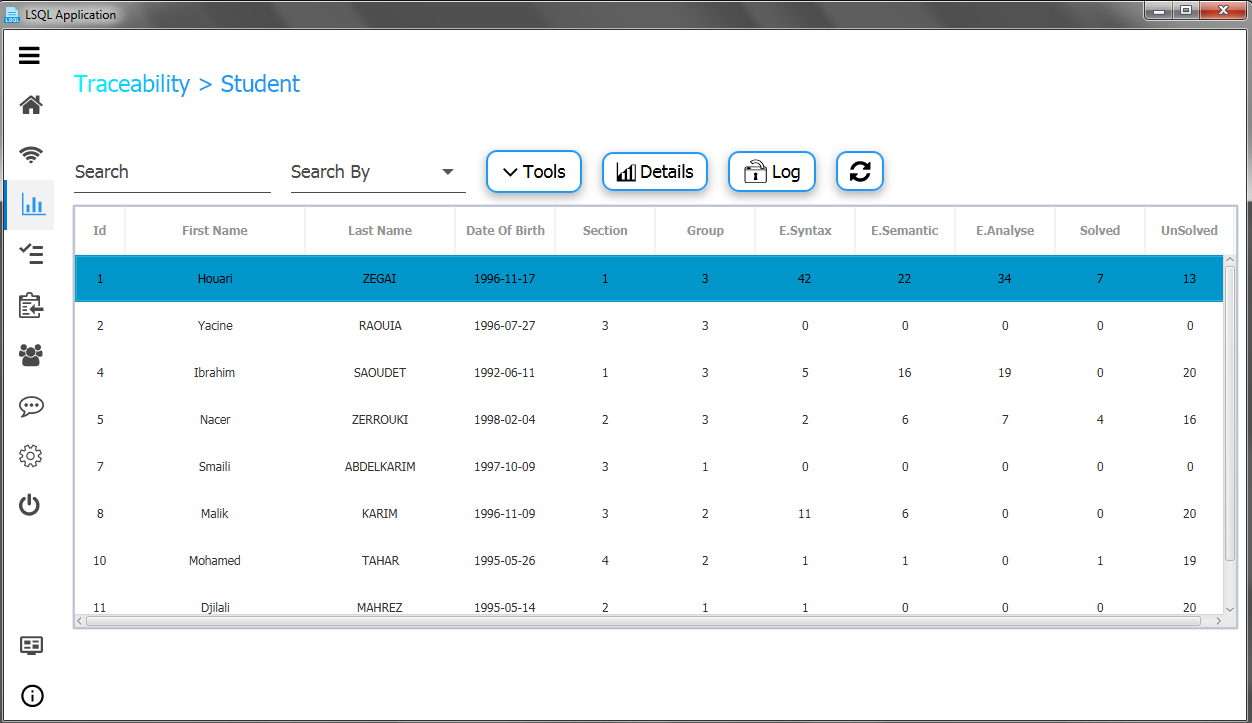 LSQL Application
Traceability > Student
Search Search By Tools Details Log
Id First Name Last Name Date Of Birth Section Group E.Syntax E.Semantic E.Analyse Solved UnSolved
1 Houari ZEGAI 1996-11-17 1 3 42 22 34 7 13
2 Yacine RAOUIA 1996-07-27 3 3 0 0 0 0 0
4 Ibrahim SAOUDET 1992-06-11 1 3 5 16 19 0 20
5 Nacer ZERROUKI 1998-02-04 2 3 2 6 7 4 16
7 Smaili ABDELKARIM 1997-10-09 3 1 0 0 0 0 0
8 Malik KARIM 1996-11-09 3 2 11 6 0 0 20
10 Mohamed TAHAR 1995-05-26 4 2 1 1 0 1 19
11 Djilali MAHREZ 1995-05-14 2 1 1 0 0 0 20